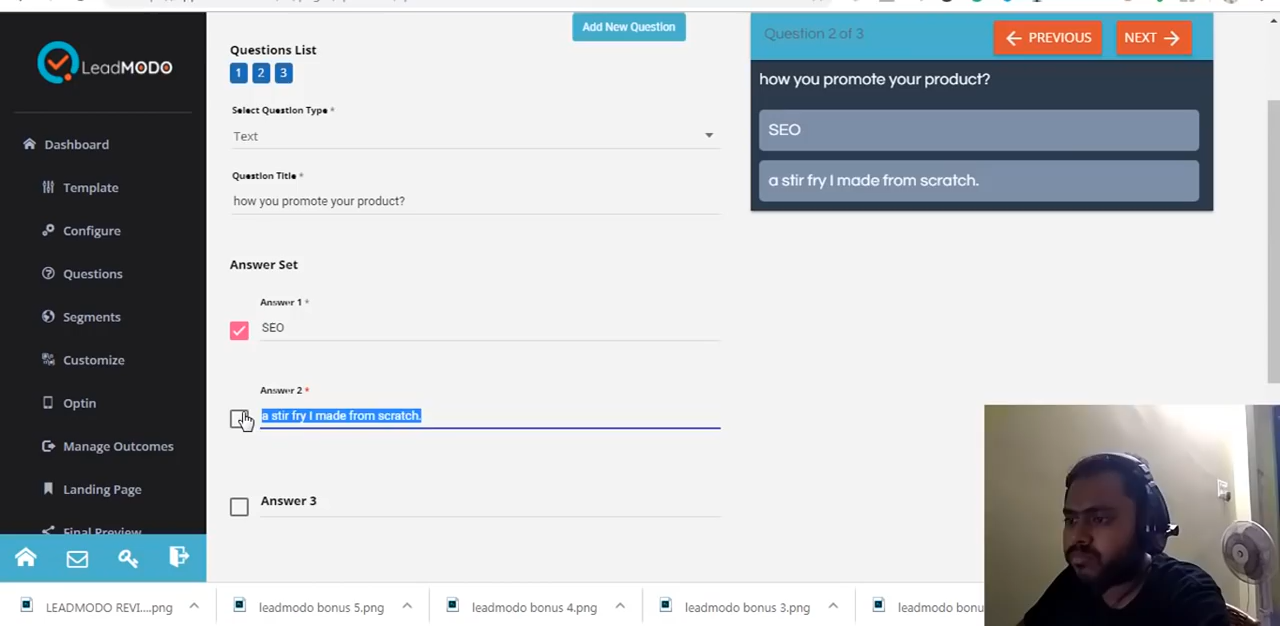 LeadMODO
Dashboard
Template
Configure
Questions
Segments
Customize
Optin
Manage Outcomes
Landing Page
Final Preview
Add New Question
Questions List
1 2 3
Select Question Type *
Text
Question Title *
how you promote your product?
Answer Set
Answer 1 *
SEO
Answer 2 *
a stir fry I made from scratch.
Answer 3
Question 2 of 3
PREVIOUS
NEXT
how you promote your product?
SEO
a stir fry I made from scratch.
LEADMODO REVI....png
leadmodo bonus 5.png
leadmodo bonus 4.png
leadmodo bonus 3.png
leadmodo bonu